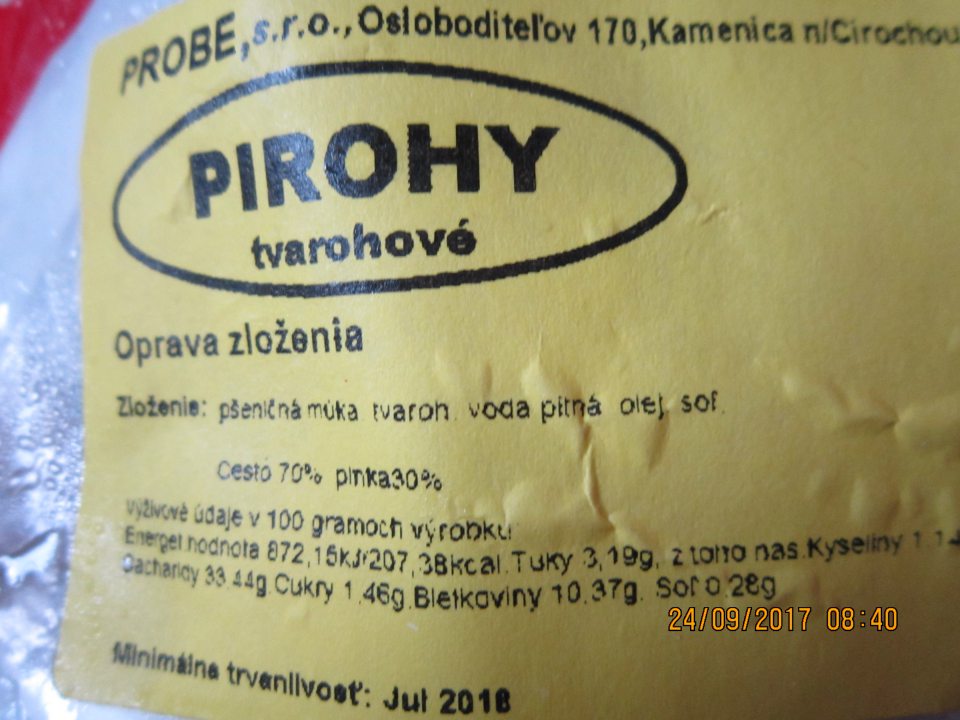 PROBE,s.r.o.,Osloboditeľov 170,Kamenica n/Cirochou
PIROHY
tvarohové
Oprava zloženia
Zloženie: pšeničná múka tvaroh. voda pitná olej, soľ.
Cesto 70% plnka30%
Výživové údaje v 100 gramoch výrobku
Energet.hodnota 872,15kJ/207,38kcal.Tuky 3,19g, z toho nas.Kyseliny 1.14
Sacharidy 33.44g.Cukry 1.46g.Bielkoviny 10.37g. Soľ 0.28g
24/09/2017 08:40
Minimálna trvanlivosť: Jul 2018